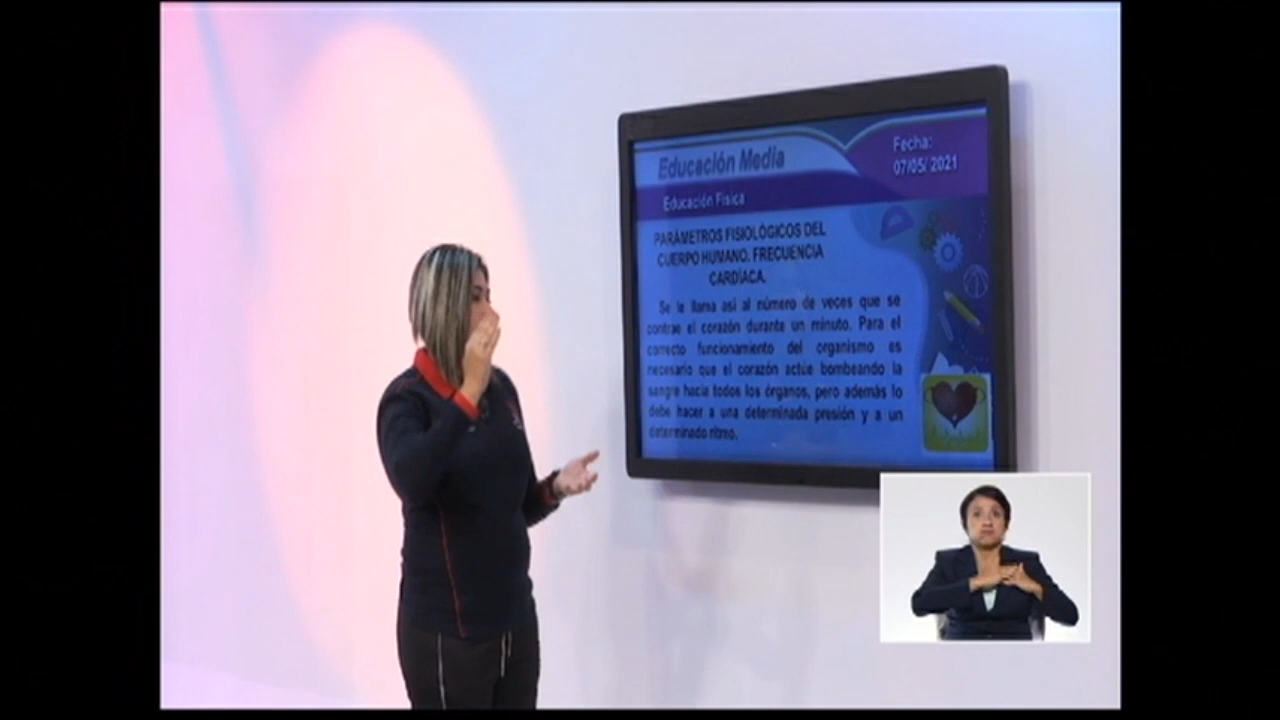 Educación Media
Fecha:
07/05/ 2021
Educación Física
PARÁMETROS FISIOLÓGICOS DEL
CUERPO HUMANO. FRECUENCIA
CARDÍACA.
Se le llama así al número de veces que se
contrae el corazón durante un minuto. Para el
correcto funcionamiento del organismo es
necesario que el corazón actúe bombeando la
sangre hacia todos los órganos, pero además lo
debe hacer a una determinada presión y a un
determinado ritmo.